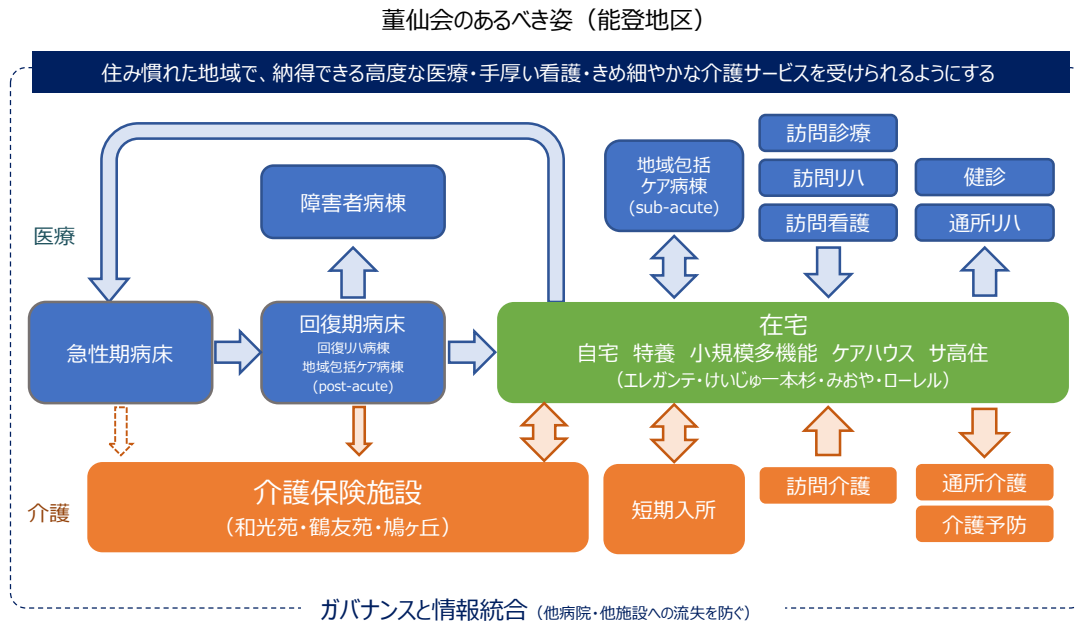 董仙会のあるべき姿（能登地区）
住み慣れた地域で、納得できる高度な医療・手厚い看護・きめ細やかな介護サービスを受けられるようにする
医療
障害者病棟
地域包括
ケア病棟
(sub-acute)
訪問診療
訪問リハ
訪問看護
健診
通所リハ
急性期病床
回復期病床
回復リハ病棟
地域包括ケア病棟
(post-acute)
在宅
自宅 特養 小規模多機能 ケアハウス サ高住
（エレガンテ・けいじゅ一本杉・みおや・ローレル）
介護
介護保険施設
（和光苑・鶴友苑・鳩ヶ丘）
短期入所
訪問介護
通所介護
介護予防
ガバナンスと情報統合（他病院・他施設への流失を防ぐ）